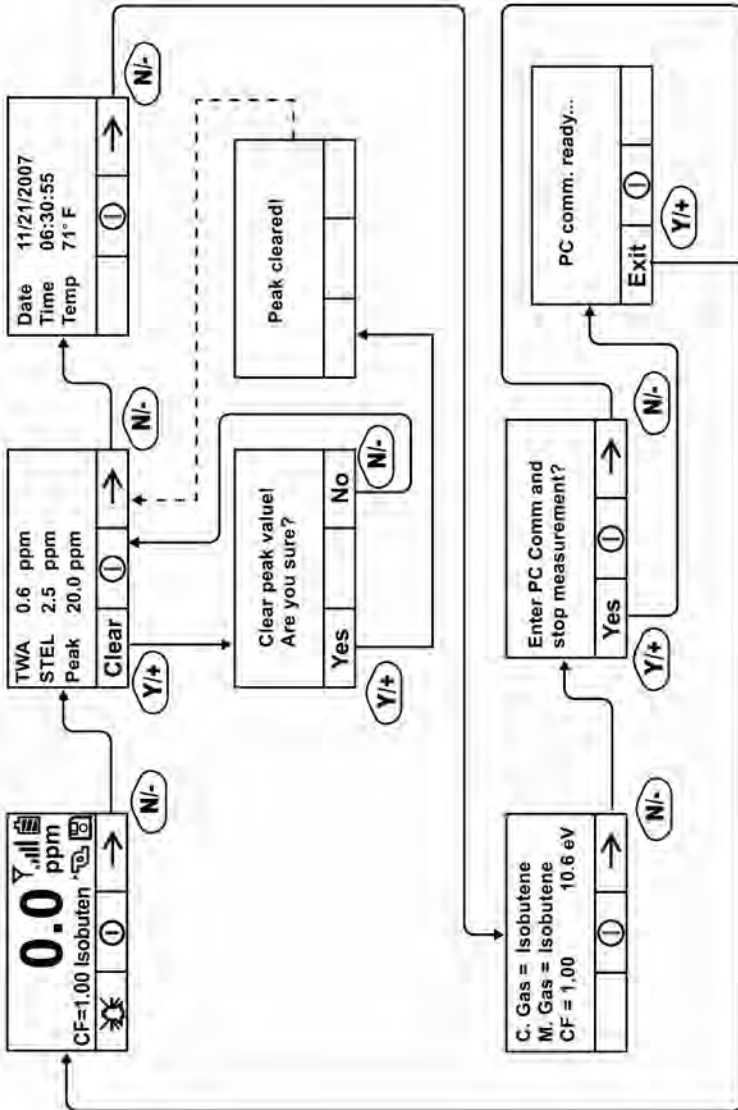 0.0
ppm
CF=1.00 Isobuten
N/-
TWA 0.6 ppm
STEL 2.5 ppm
Peak 20.0 ppm
Clear
Y/+
N/-
Date 11/21/2007
Time 06:30:55
Temp 71° F
N/-
Clear peak value!
Are you sure?
Yes No
Y/+
N/-
Peak cleared!
C. Gas = Isobutene
M. Gas = Isobutene
CF = 1.00 10.6 eV
N/-
Enter PC Comm and
stop measurement?
Yes
Y/+
N/-
PC comm. ready...
Exit
Y/+